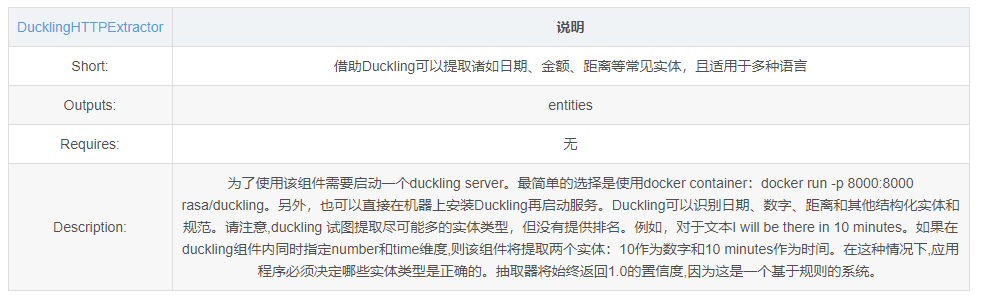 DucklingHTTPExtractor 说明
Short: 借助Duckling可以提取诸如日期、金额、距离等常见实体，且适用于多种语言
Outputs: entities
Requires: 无
Description:
为了使用该组件需要启动一个duckling server。最简单的选择是使用docker container：docker run -p 8000:8000
rasa/duckling。另外，也可以直接在机器上安装Duckling再启动服务。Duckling可以识别日期、数字、距离和其他结构化实体和
规范。请注意,duckling 试图提取尽可能多的实体类型，但没有提供排名。例如，对于文本I will be there in 10 minutes。如果在
duckling组件内同时指定number和time维度,则该组件将提取两个实体：10作为数字和10 minutes作为时间。在这种情况下,应用
程序必须决定哪些实体类型是正确的。抽取器将始终返回1.0的置信度,因为这是一个基于规则的系统。